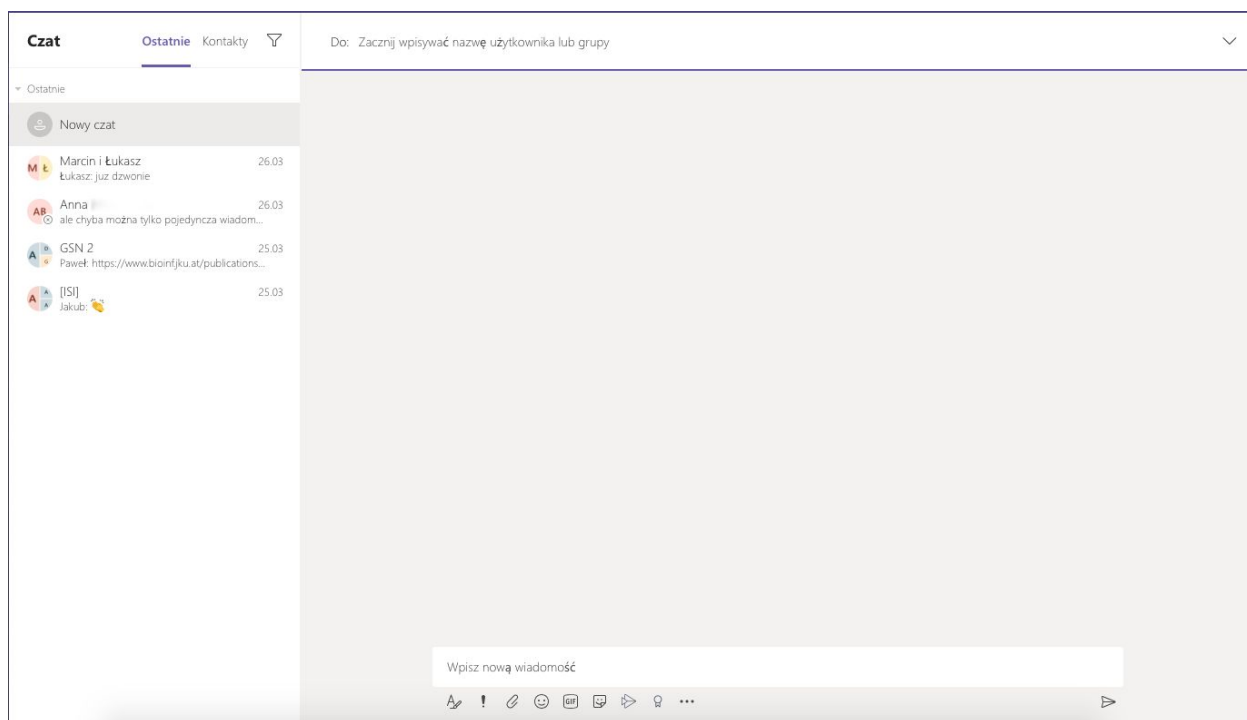 Czat
Ostatnie Kontakty
Do: Zacznij wpisywać nazwę użytkownika lub grupy
Ostatnie
Nowy czat
M Ł
Marcin i Łukasz 26.03
Łukasz: juz dzwonie
AB
Anna 26.03
ale chyba można tylko pojedyncza wiadom...
A D G
GSN 2 25.03
Paweł: https://www.bioinf.jku.at/publications...
A A A
[ISI] 25.03
Jakub: 👏
Wpisz nową wiadomość
GIF